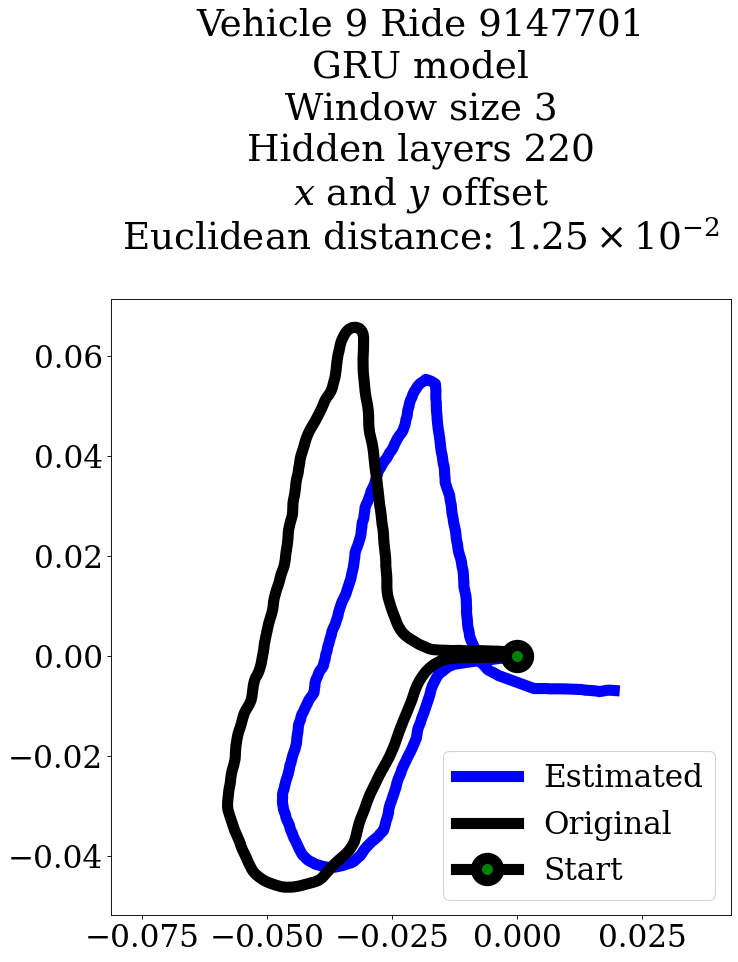 Vehicle 9 Ride 9147701
GRU model
Window size 3
Hidden layers 220
x and y offset
Euclidean distance: 1.25 × 10⁻²
0.06
0.04
0.02
0.00
−0.02
−0.04
Estimated
Original
Start
−0.075 −0.050 −0.025 0.000 0.025